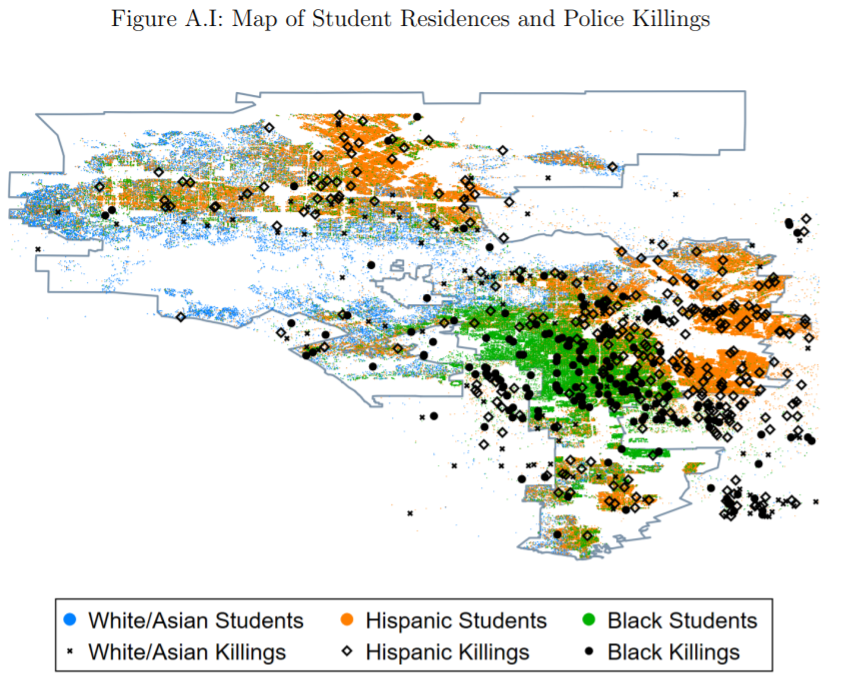 Figure A.I: Map of Student Residences and Police Killings
White/Asian Students Hispanic Students Black Students
White/Asian Killings Hispanic Killings Black Killings